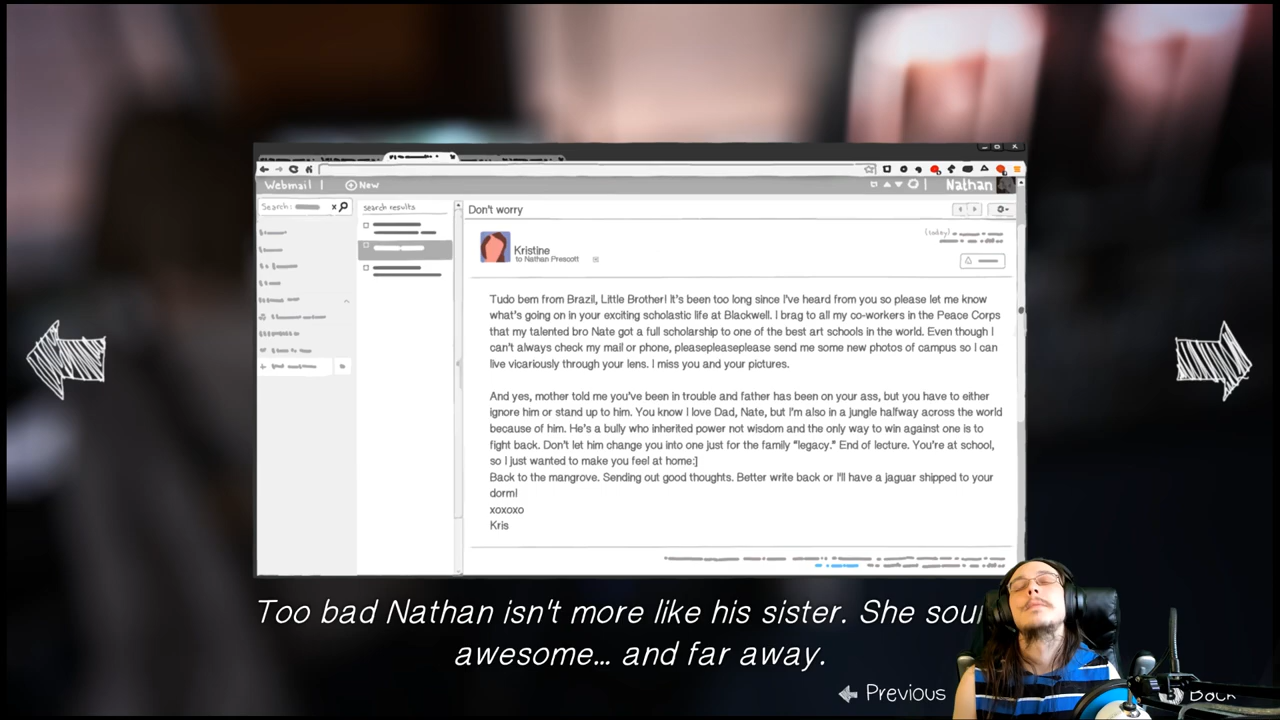 Webmail |
New
Nathan
Search:
search results
Don't worry
(today)
Kristine
to Nathan Prescott
Tudo bem from Brazil, Little Brother! It's been too long since I've heard from you so please let me know
what's going on in your exciting scholastic life at Blackwell. I brag to all my co-workers in the Peace Corps
that my talented bro Nate got a full scholarship to one of the best art schools in the world. Even though I
can't always check my mail or phone, pleasepleaseplease send me some new photos of campus so I can
live vicariously through your lens. I miss you and your pictures.
And yes, mother told me you've been in trouble and father has been on your ass, but you have to either
ignore him or stand up to him. You know I love Dad, Nate, but I'm also in a jungle halfway across the world
because of him. He's a bully who inherited power not wisdom and the only way to win against one is to
fight back. Don't let him change you into one just for the family "legacy." End of lecture. You're at school,
so I just wanted to make you feel at home:]
Back to the mangrove. Sending out good thoughts. Better write back or I'll have a jaguar shipped to your
dorm!
xoxoxo
Kris
Too bad Nathan isn't more like his sister. She
awesome... and far away.
Previous
Back